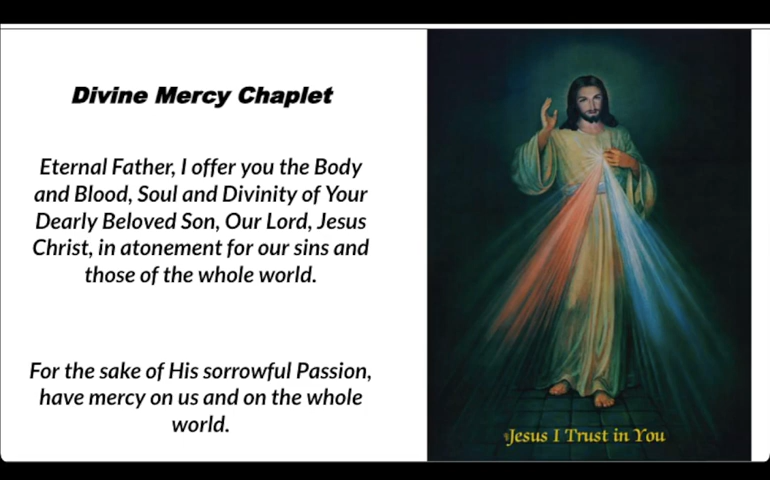 Divine Mercy Chaplet
Eternal Father, I offer you the Body
and Blood, Soul and Divinity of Your
Dearly Beloved Son, Our Lord, Jesus
Christ, in atonement for our sins and
those of the whole world.
For the sake of His sorrowful Passion,
have mercy on us and on the whole
world.
Jesus I Trust in You